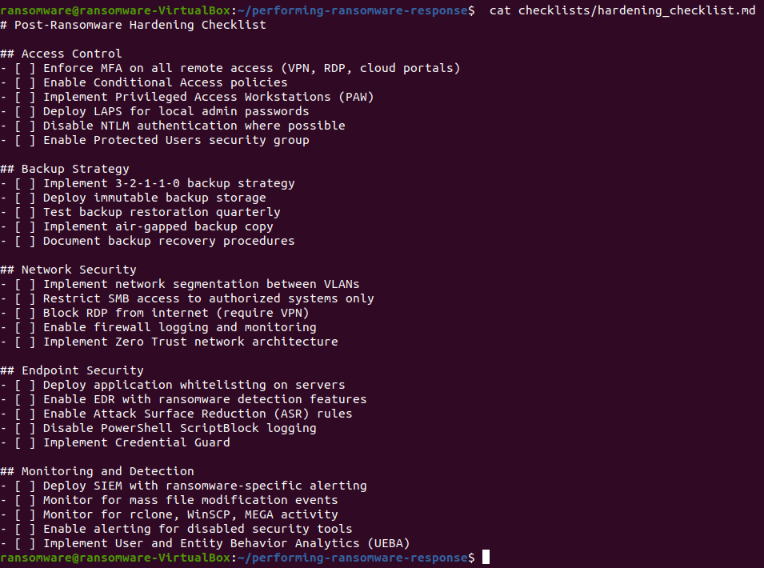 ransomware@ransomware-VirtualBox:~/performing-ransomware-response$  cat checklists/hardening_checklist.md
# Post-Ransomware Hardening Checklist

## Access Control
- [ ] Enforce MFA on all remote access (VPN, RDP, cloud portals)
- [ ] Enable Conditional Access policies
- [ ] Implement Privileged Access Workstations (PAW)
- [ ] Deploy LAPS for local admin passwords
- [ ] Disable NTLM authentication where possible
- [ ] Enable Protected Users security group

## Backup Strategy
- [ ] Implement 3-2-1-1-0 backup strategy
- [ ] Deploy immutable backup storage
- [ ] Test backup restoration quarterly
- [ ] Implement air-gapped backup copy
- [ ] Document backup recovery procedures

## Network Security
- [ ] Implement network segmentation between VLANs
- [ ] Restrict SMB access to authorized systems only
- [ ] Block RDP from internet (require VPN)
- [ ] Enable firewall logging and monitoring
- [ ] Implement Zero Trust network architecture

## Endpoint Security
- [ ] Deploy application whitelisting on servers
- [ ] Enable EDR with ransomware detection features
- [ ] Enable Attack Surface Reduction (ASR) rules
- [ ] Disable PowerShell ScriptBlock logging
- [ ] Implement Credential Guard

## Monitoring and Detection
- [ ] Deploy SIEM with ransomware-specific alerting
- [ ] Monitor for mass file modification events
- [ ] Monitor for rclone, WinSCP, MEGA activity
- [ ] Enable alerting for disabled security tools
- [ ] Implement User and Entity Behavior Analytics (UEBA)
ransomware@ransomware-VirtualBox:~/performing-ransomware-response$